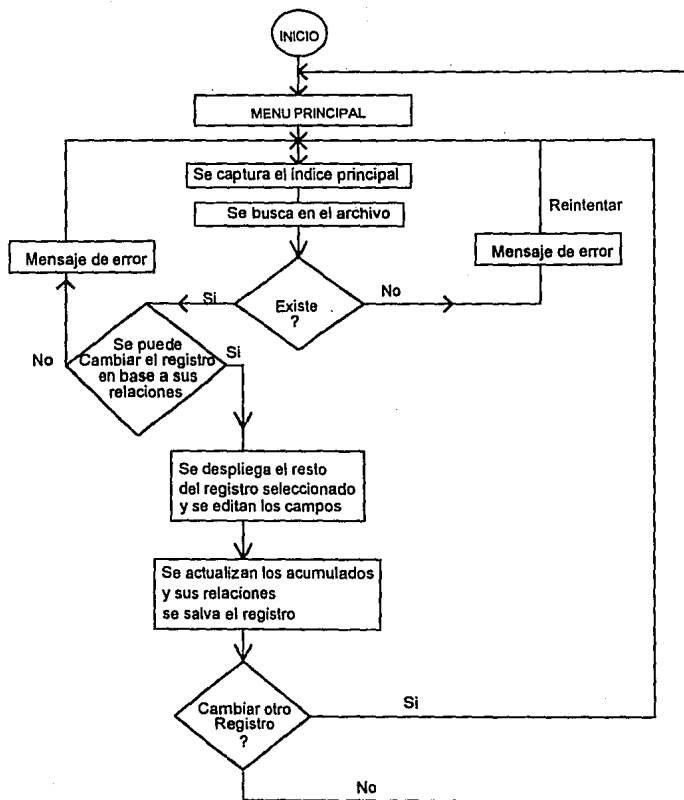 INICIO
MENU PRINCIPAL
Se captura el índice principal
Se busca en el archivo
Reintentar
Mensaje de error
Mensaje de error
Existe
?
Si
No
Se puede
Cambiar el registro
en base a sus
relaciones
No
Si
Se despliega el resto
del registro seleccionado
y se editan los campos
Se actualizan los acumulados
y sus relaciones
se salva el registro
Cambiar otro
Registro
?
Si
No